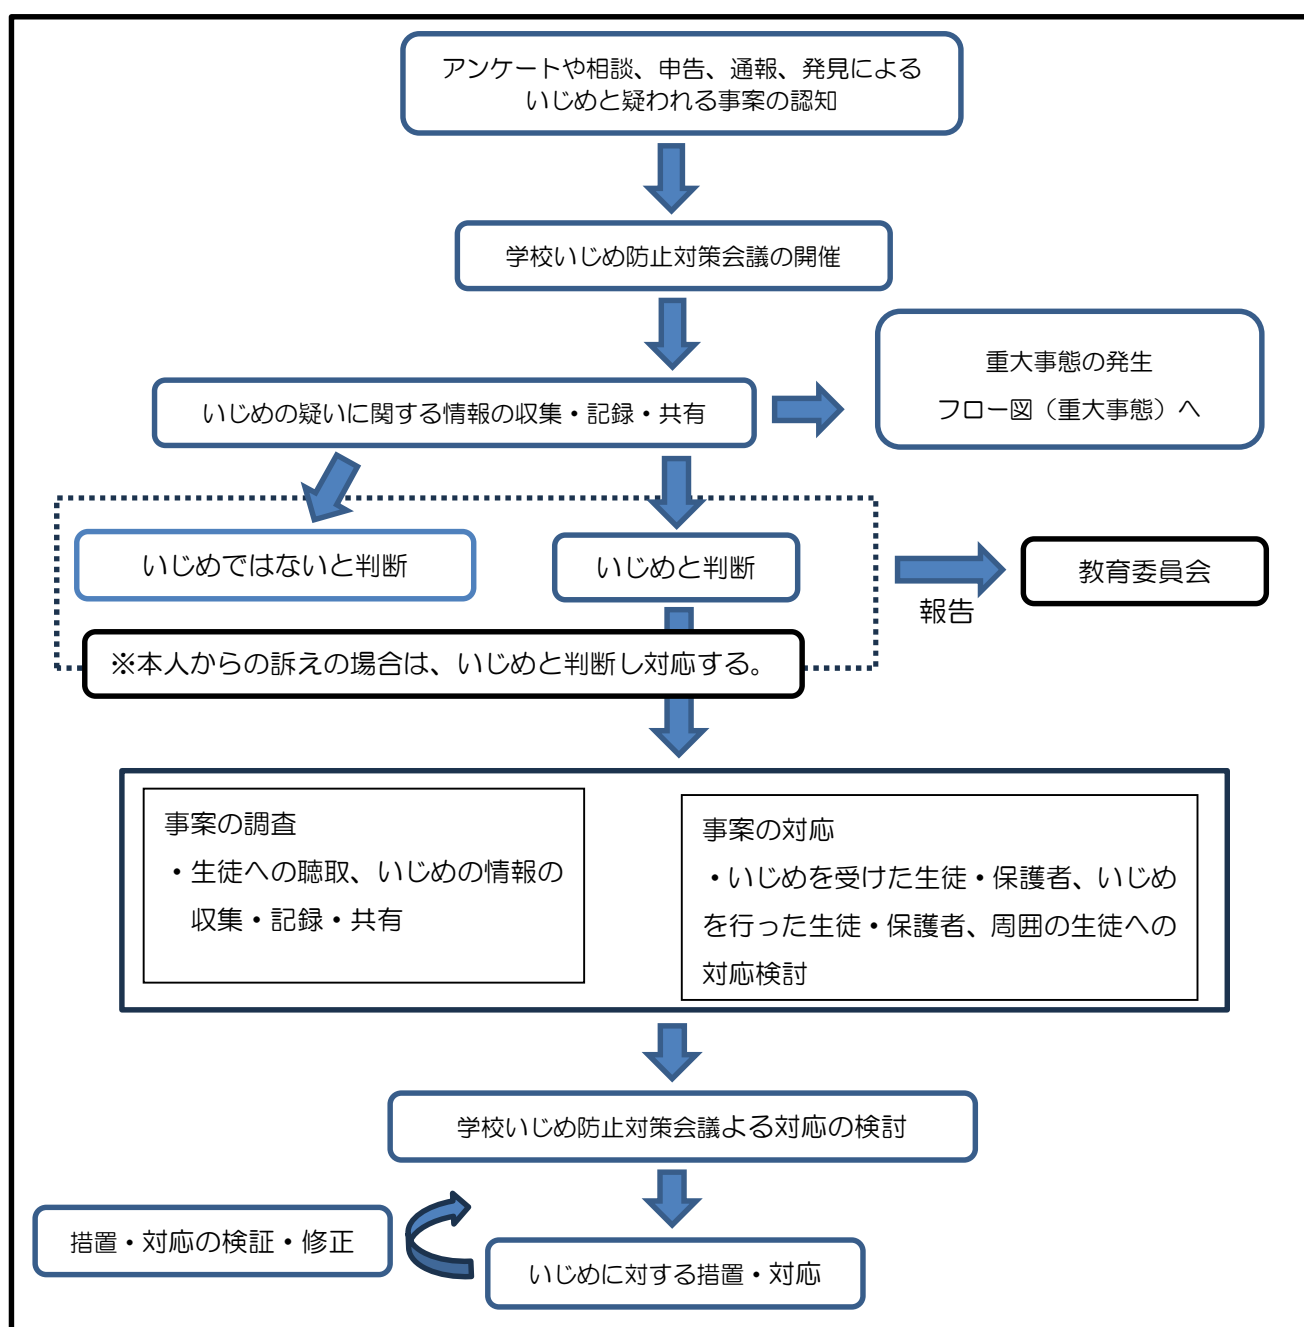 アンケートや相談、申告、通報、発見による
いじめと疑われる事案の認知
学校いじめ防止対策会議の開催
重大事態の発生
フロー図（重大事態）へ
いじめの疑いに関する情報の収集・記録・共有
いじめではないと判断
いじめと判断
教育委員会
報告
※本人からの訴えの場合は、いじめと判断し対応する。
事案の調査
・生徒への聴取、いじめの情報の
収集・記録・共有
事案の対応
・いじめを受けた生徒・保護者、いじめ
を行った生徒・保護者、周囲の生徒への
対応検討
学校いじめ防止対策会議よる対応の検討
措置・対応の検証・修正
いじめに対する措置・対応